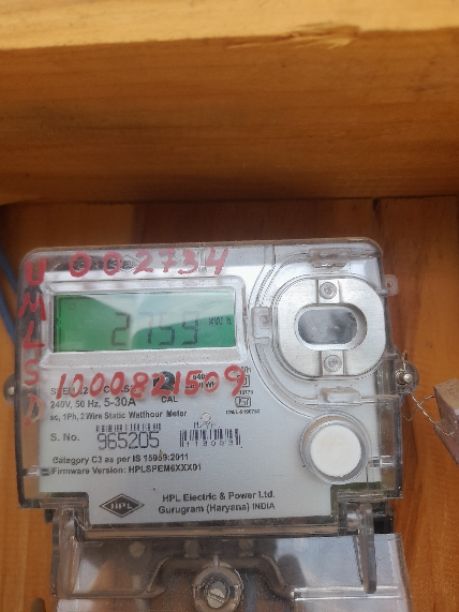 002734
U
M
L
S
2759
1000821509
240V, 50 Hz, 5-30A
CAL
ac, 1Ph, 2 Wire Static Watthour Meter
S. No. 965205
Category C3 as per IS 15959:2011
Firmware Version: HPLSPEM6XXX01
HPL
HPL Electric & Power Ltd.
Gurugram (Haryana) INDIA